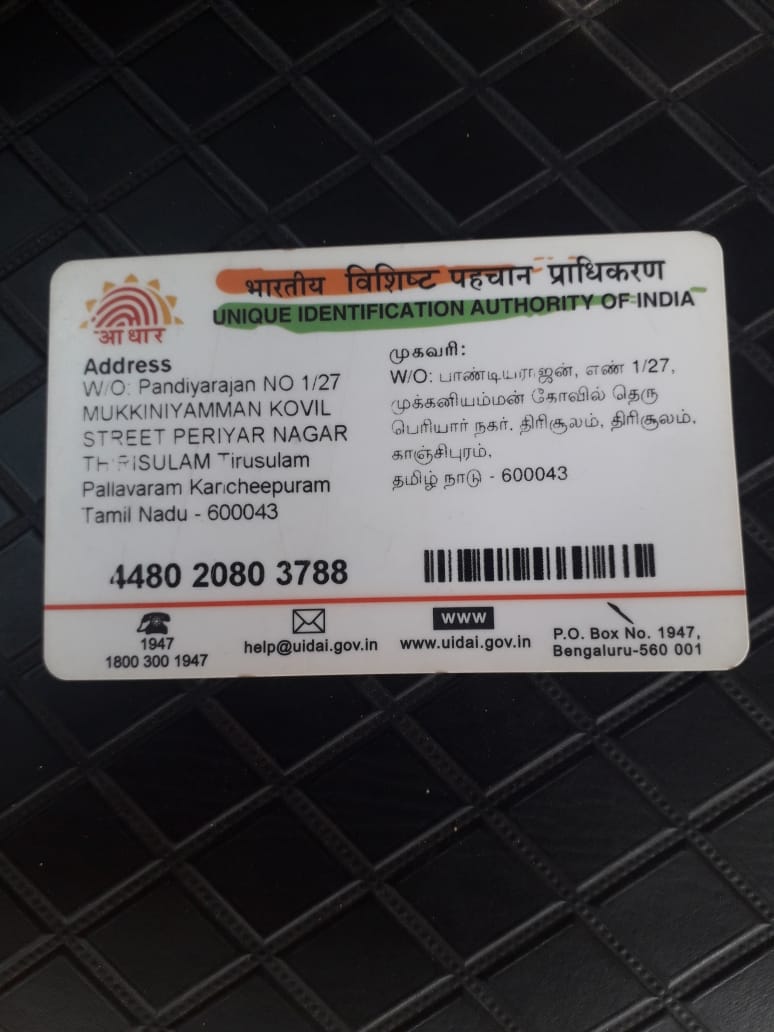 भारतीय विशिष्ट पहचान प्राधिकरण
UNIQUE IDENTIFICATION AUTHORITY OF INDIA
आधार
Address
W/O: Pandiyarajan NO 1/27
MUKKINIYAMMAN KOVIL
STREET PERIYAR NAGAR
Tirusulam
Pallavaram Kancheepuram
Tamil Nadu - 600043
முகவரி:
W/O: பாண்டியராஜன், எண் 1/27,
முக்கனியம்மன் கோவில் தெரு
பெரியார் நகர். திரிசூலம், திரிசூலம்,
காஞ்சிபுரம்,
தமிழ் நாடு - 600043
4480 2080 3788
1947
1800 300 1947
help@uidai.gov.in
www
www.uidai.gov.in
P.O. Box No. 1947,
Bengaluru-560 001